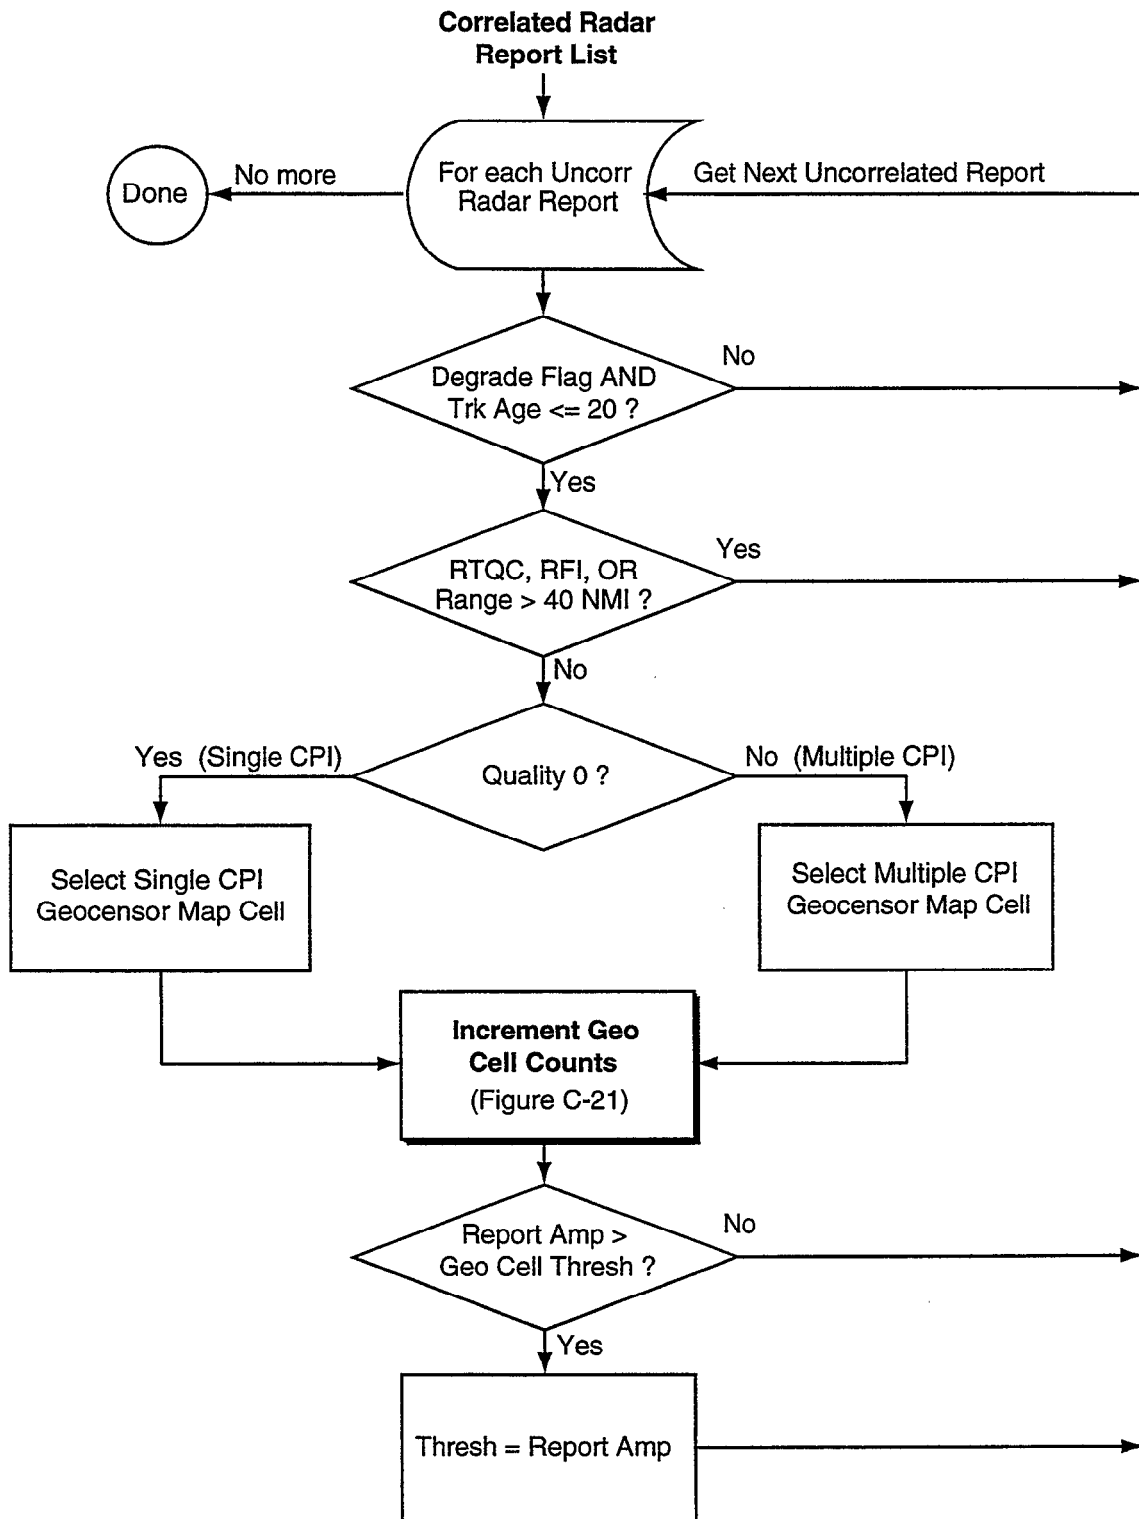 Correlated Radar
Report List
For each Uncorr
Radar Report
No more
Done
Get Next Uncorrelated Report
Degrade Flag AND
Trk Age <= 20 ?
No
Yes
RTQC, RFI, OR
Range > 40 NMI ?
Yes
No
Quality 0 ?
Yes (Single CPI)
No (Multiple CPI)
Select Single CPI
Geocensor Map Cell
Select Multiple CPI
Geocensor Map Cell
Increment Geo
Cell Counts
(Figure C-21)
Report Amp >
Geo Cell Thresh ?
No
Yes
Thresh = Report Amp